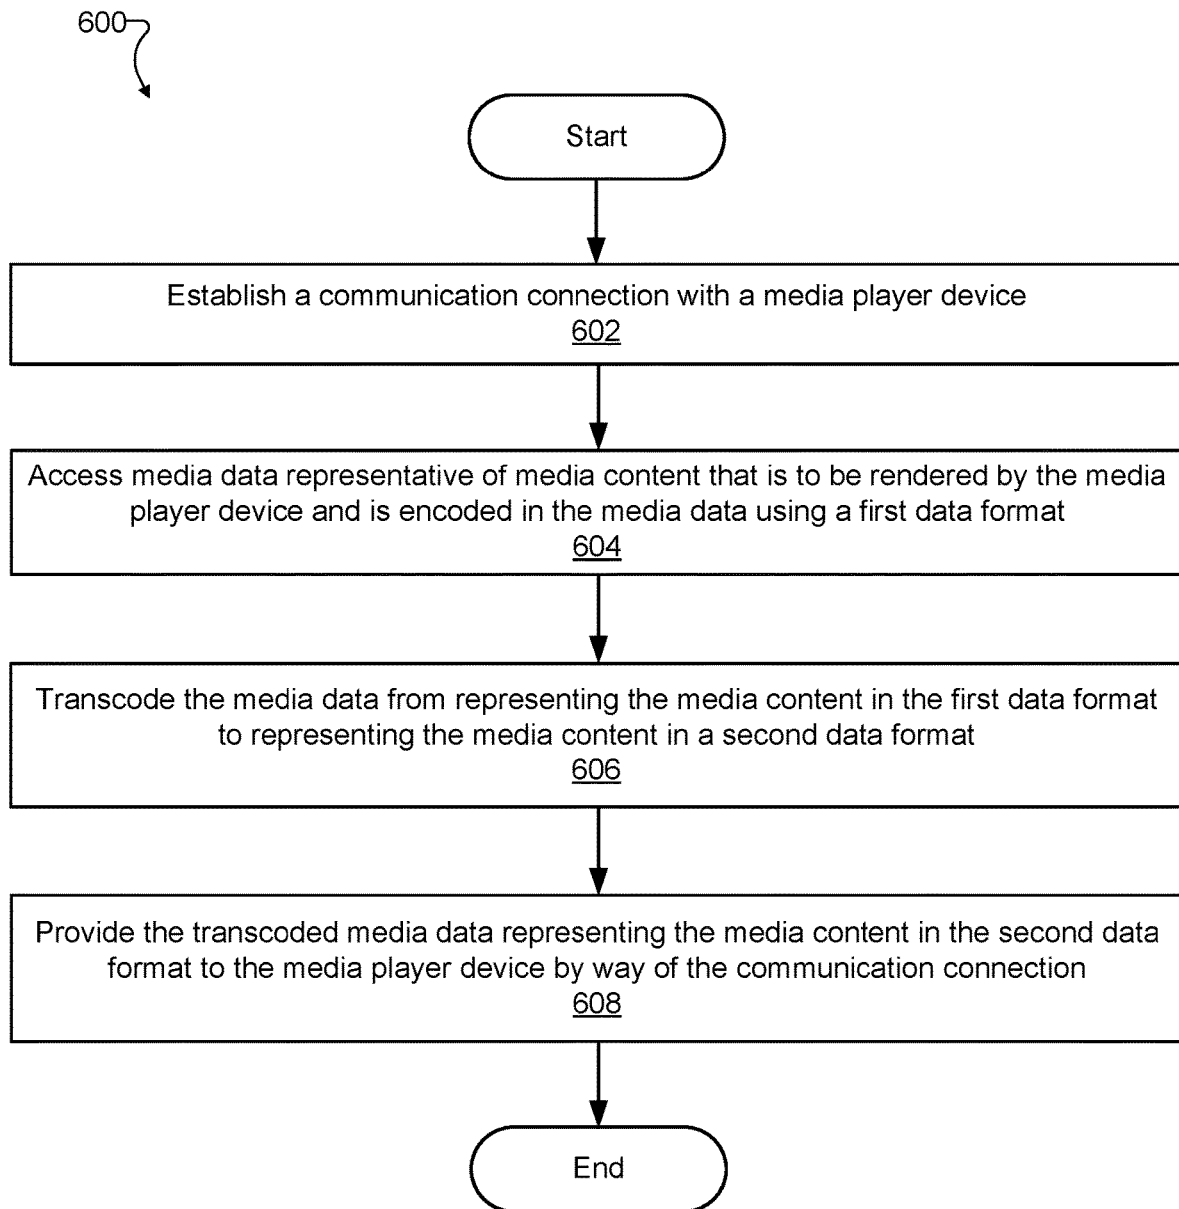 600
Start
Establish a communication connection with a media player device
602
Access media data representative of media content that is to be rendered by the media
player device and is encoded in the media data using a first data format
604
Transcode the media data from representing the media content in the first data format
to representing the media content in a second data format
606
Provide the transcoded media data representing the media content in the second data
format to the media player device by way of the communication connection
608
End